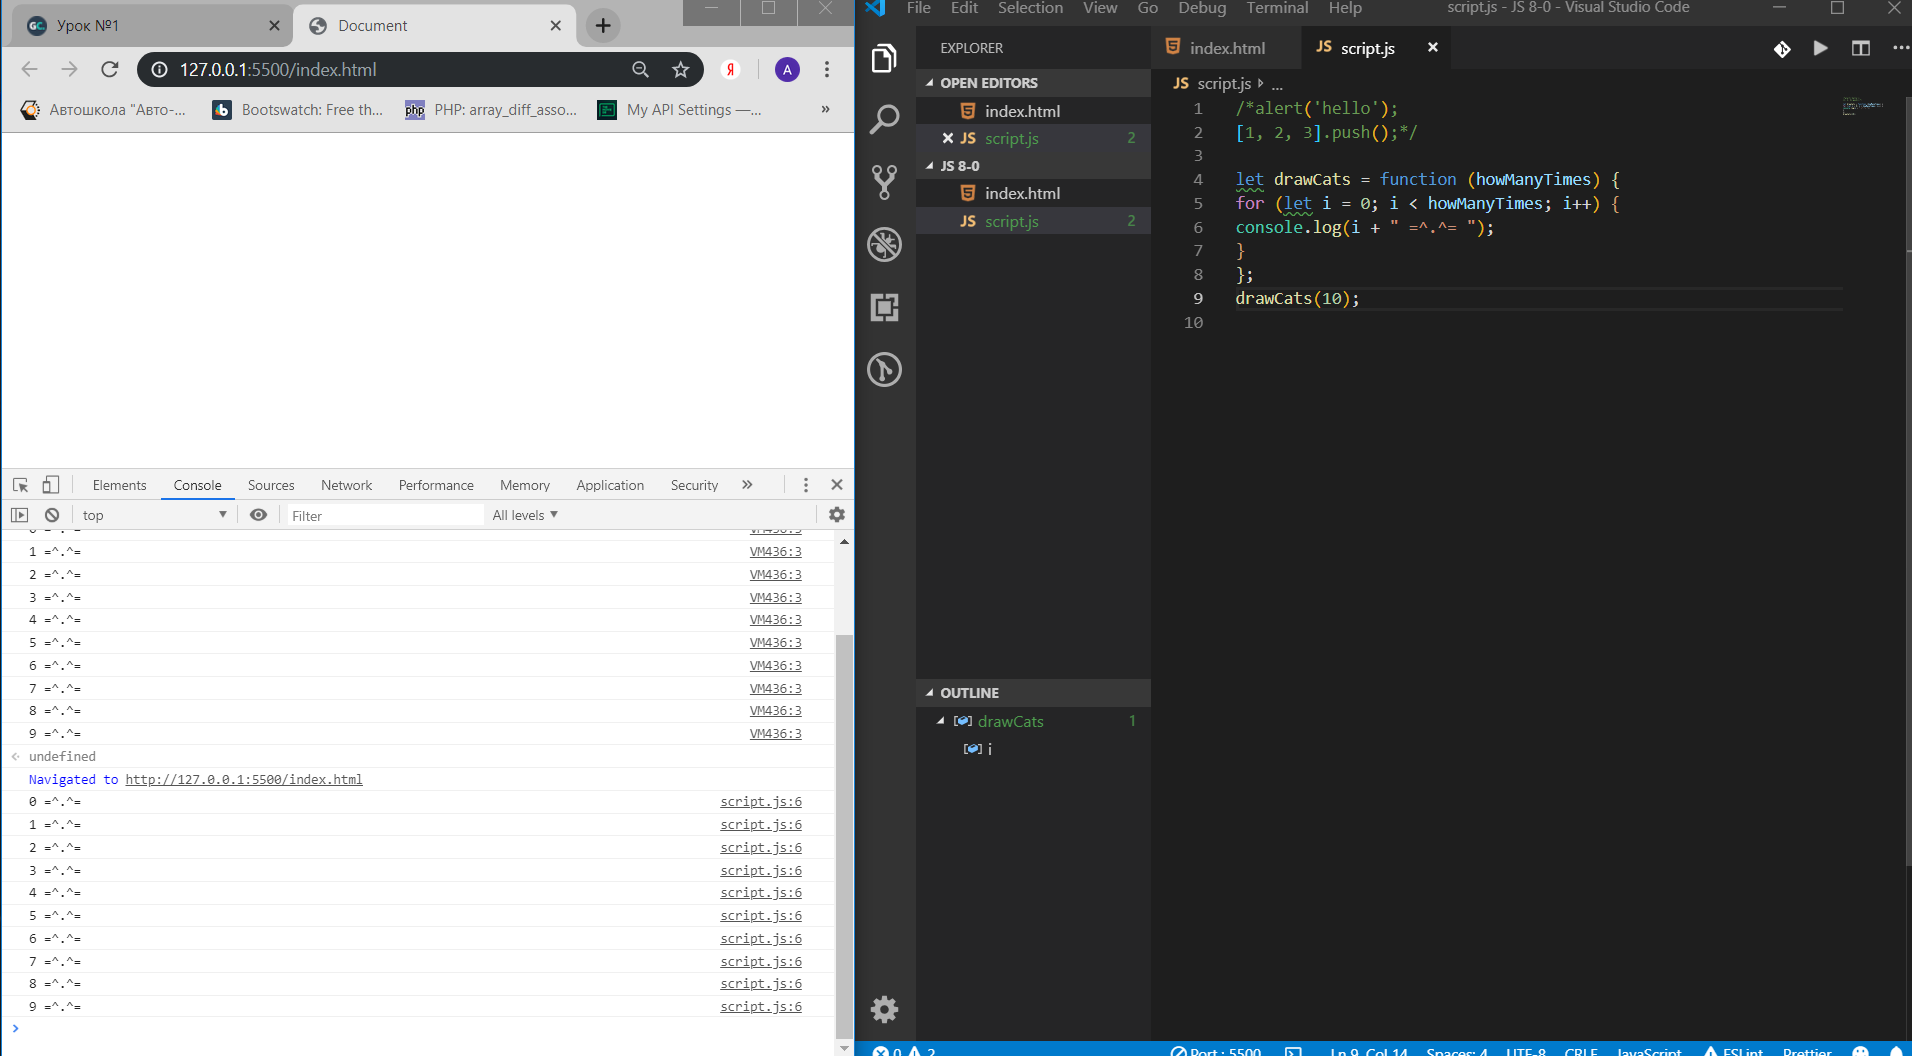 Урок №1
Document
127.0.0.1:5500/index.html
Я
A
Автошкола "Авто-...
Bootswatch: Free th...
php
PHP: array_diff_asso...
My API Settings —...
»
Elements Console Sources Network Performance Memory Application Security »
top
Filter
All levels
1 =^.^= VM436:3
2 =^.^= VM436:3
3 =^.^= VM436:3
4 =^.^= VM436:3
5 =^.^= VM436:3
6 =^.^= VM436:3
7 =^.^= VM436:3
8 =^.^= VM436:3
9 =^.^= VM436:3
undefined
Navigated to http://127.0.0.1:5500/index.html
0 =^.^= script.js:6
1 =^.^= script.js:6
2 =^.^= script.js:6
3 =^.^= script.js:6
4 =^.^= script.js:6
5 =^.^= script.js:6
6 =^.^= script.js:6
7 =^.^= script.js:6
8 =^.^= script.js:6
9 =^.^= script.js:6
File Edit Selection View Go Debug Terminal Help
script.js - JS 8-0 - Visual Studio Code
EXPLORER
OPEN EDITORS
index.html
JS script.js 2
JS 8-0
index.html
JS script.js 2
OUTLINE
drawCats 1
i
index.html
JS script.js
JS script.js ...
1 /*alert('hello');
2 [1, 2, 3].push();*/
3
4 let drawCats = function (howManyTimes) {
5 for (let i = 0; i < howManyTimes; i++) {
6 console.log(i + " =^.^= ");
7 }
8 };
9 drawCats(10);
10
0 2
Port : 5500
Ln 9, Col 14 Spaces: 4 UTF-8 CRLF JavaScript ESLint Prettier